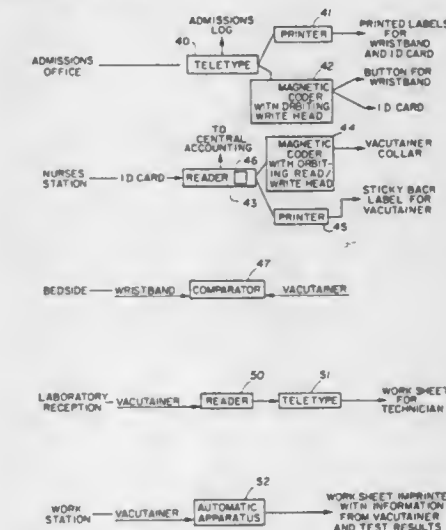 ADMISSIONS
LOG
41
40
PRINTER
PRINTED LABELS
FOR
WRISTBAND
AND ID CARD
ADMISSIONS
OFFICE
TELETYPE
42
MAGNETIC
CODER
WITH ORBITING
WRITE HEAD
BUTTON FOR
WRISTBAND
I D CARD
TO
CENTRAL
ACCOUNTING
46
44
MAGNETIC
CODER
WITH ORBIT-
ING READ/
WRITE HEAD
VACUTAINER
COLLAR
NURSES
STATION
I D CARD
READER
43
PRINTER
45
STICKY BACK
LABEL FOR
VACUTAINER
47
BEDSIDE
WRISTBAND
COMPARATOR
VACUTAINER
50
51
LABORATORY
RECEPTION
VACUTAINER
READER
TELETYPE
WORK SHEET
FOR
TECHNICIAN
52
WORK
STATION
VACUTAINER
AUTOMATIC
APPARATUS
WORK SHEET IMPRINTE
WITH INFORMATION
FROM VACUTAINER
AND TEST RESULTS